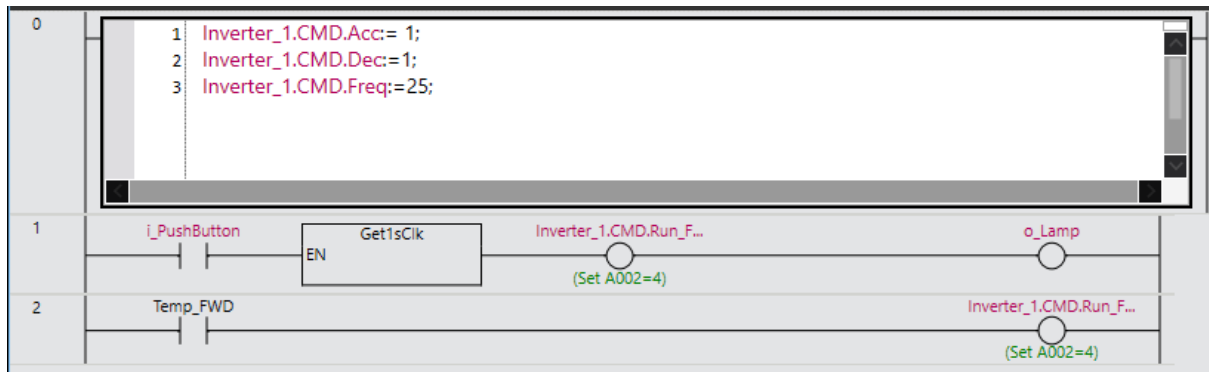 0
1 Inverter_1.CMD.Acc:= 1;
2 Inverter_1.CMD.Dec:=1;
3 Inverter_1.CMD.Freq:=25;
1
i_PushButton Get1sClk Inverter_1.CMD.Run_F... o_Lamp
EN
(Set A002=4)
2
Temp_FWD Inverter_1.CMD.Run_F...
(Set A002=4)